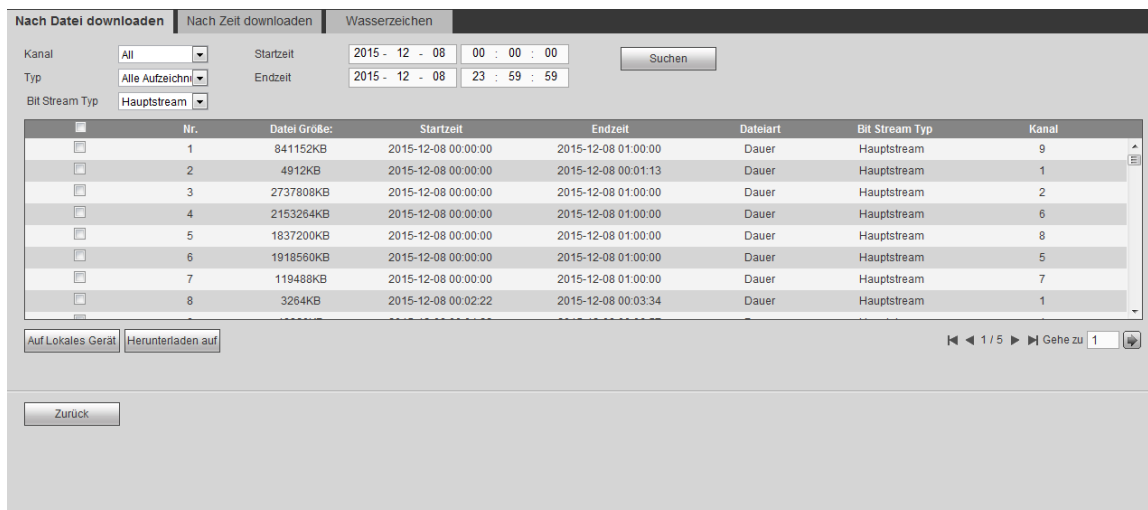 Nach Datei downloaden Nach Zeit downloaden Wasserzeichen
Kanal All Startzeit 2015 - 12 - 08 00 : 00 : 00 Suchen
Typ Alle Aufzeichnu Endzeit 2015 - 12 - 08 23 : 59 : 59
Bit Stream Typ Hauptstream
Nr. Datei Größe: Startzeit Endzeit Dateiart Bit Stream Typ Kanal
1 841152KB 2015-12-08 00:00:00 2015-12-08 01:00:00 Dauer Hauptstream 9
2 4912KB 2015-12-08 00:00:00 2015-12-08 00:01:13 Dauer Hauptstream 1
3 2737808KB 2015-12-08 00:00:00 2015-12-08 01:00:00 Dauer Hauptstream 2
4 2153264KB 2015-12-08 00:00:00 2015-12-08 01:00:00 Dauer Hauptstream 6
5 1837200KB 2015-12-08 00:00:00 2015-12-08 01:00:00 Dauer Hauptstream 8
6 1918560KB 2015-12-08 00:00:00 2015-12-08 01:00:00 Dauer Hauptstream 5
7 119488KB 2015-12-08 00:00:00 2015-12-08 01:00:00 Dauer Hauptstream 7
8 3264KB 2015-12-08 00:02:22 2015-12-08 00:03:34 Dauer Hauptstream 1
Auf Lokales Gerät Herunterladen auf 1 / 5 Gehe zu 1
Zurück